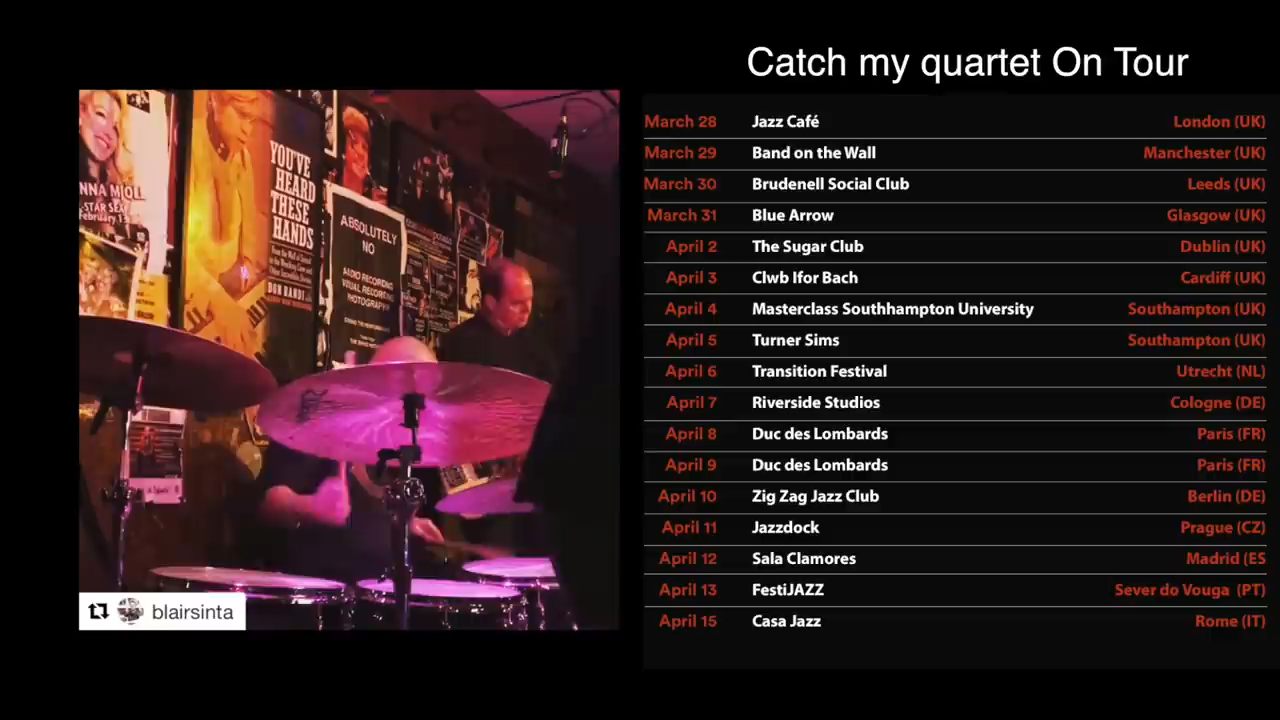 Catch my quartet On Tour
March 28 Jazz Café London (UK)
March 29 Band on the Wall Manchester (UK)
March 30 Brudenell Social Club Leeds (UK)
March 31 Blue Arrow Glasgow (UK)
April 2 The Sugar Club Dublin (UK)
April 3 Clwb Ifor Bach Cardiff (UK)
April 4 Masterclass Southhampton University Southampton (UK)
April 5 Turner Sims Southampton (UK)
April 6 Transition Festival Utrecht (NL)
April 7 Riverside Studios Cologne (DE)
April 8 Duc des Lombards Paris (FR)
April 9 Duc des Lombards Paris (FR)
April 10 Zig Zag Jazz Club Berlin (DE)
April 11 Jazzdock Prague (CZ)
April 12 Sala Clamores Madrid (ES
April 13 FestiJAZZ Sever do Vouga (PT)
April 15 Casa Jazz Rome (IT)
STAR
February
YOU'VE
HEARD
THESE
HANDS
ABSOLUTELY
NO
blairsinta